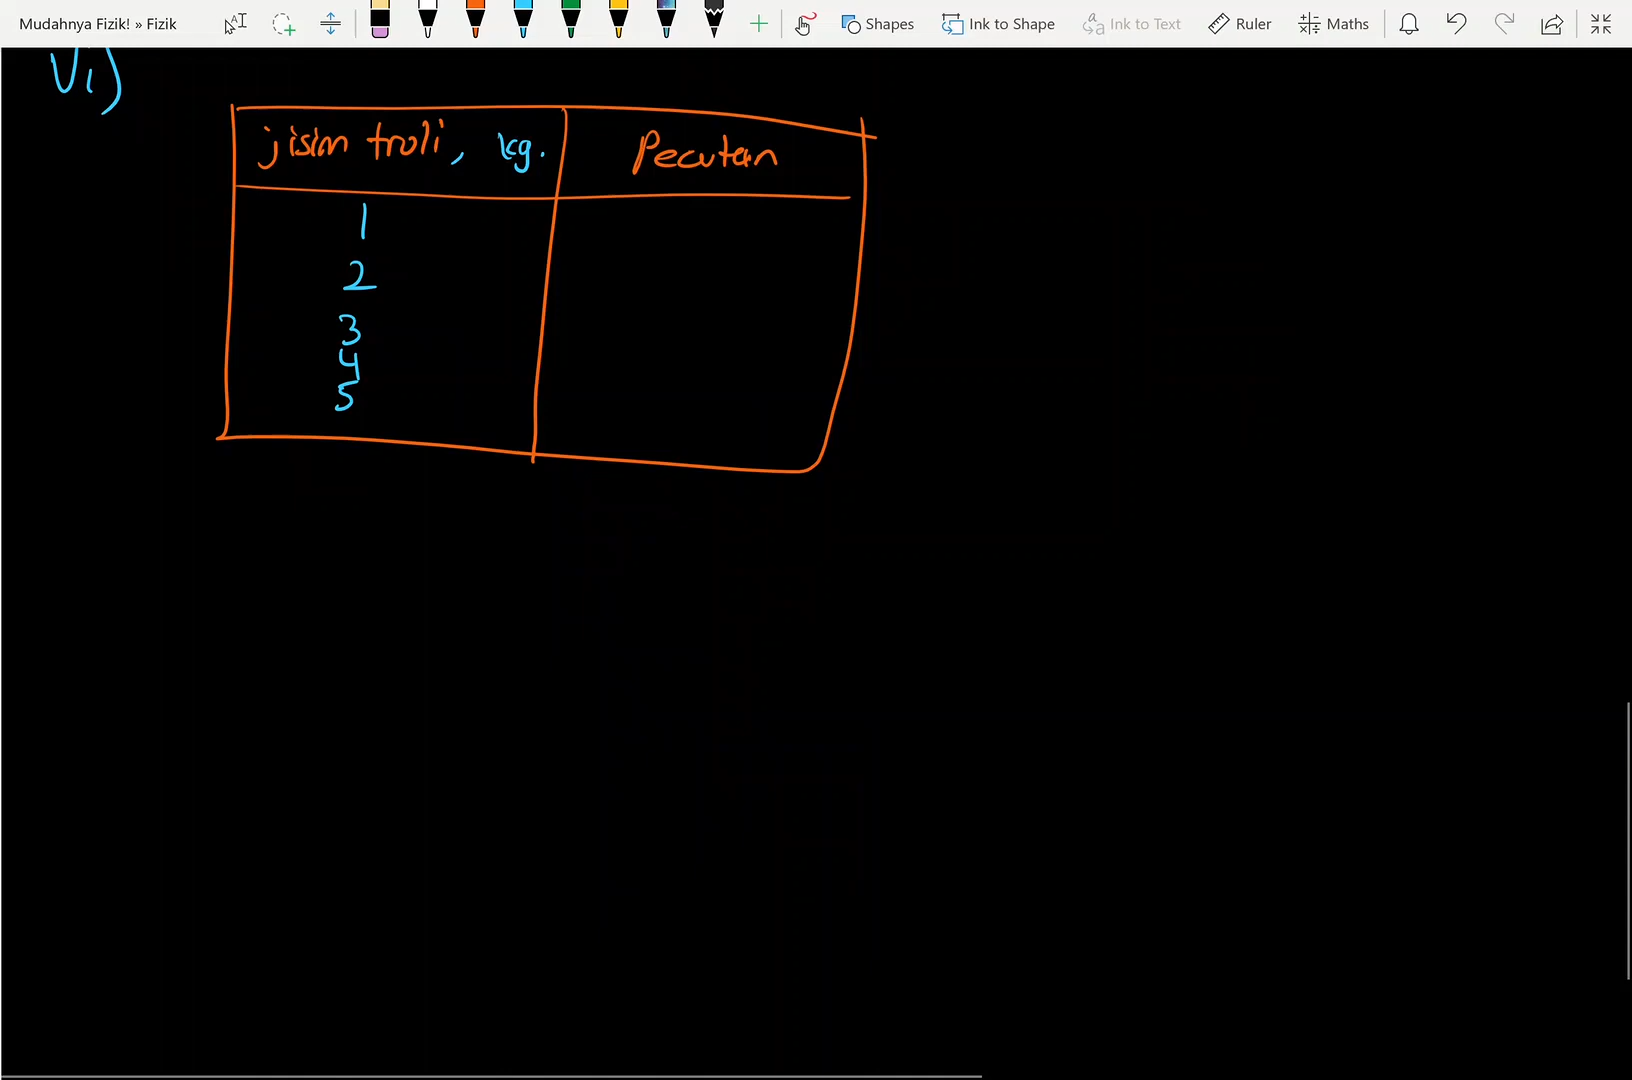 Mudahnya Fizik! » Fizik Shapes Ink to Shape Ink to Text Ruler Maths
vi)
jisim troli, kg. Pecutan
1
2
3
4
5